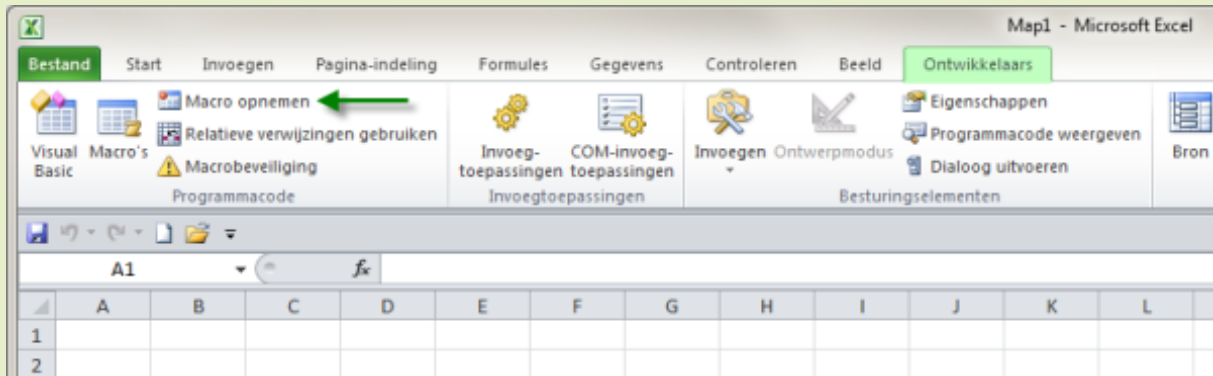 Map1 - Microsoft Excel
Bestand Start Invoegen Pagina-indeling Formules Gegevens Controleren Beeld Ontwikkelaars
Visual Basic
Macro's
Macro opnemen
Relatieve verwijzingen gebruiken
Macrobeveiliging
Programmacode
Invoeg-
toepassingen
COM-invoeg-
toepassingen
Invoegtoepassingen
Invoegen
Ontwerpmodus
Eigenschappen
Programmacode weergeven
Dialoog uitvoeren
Besturingselementen
Bron
A1 fx
A B C D E F G H I J K L
1
2